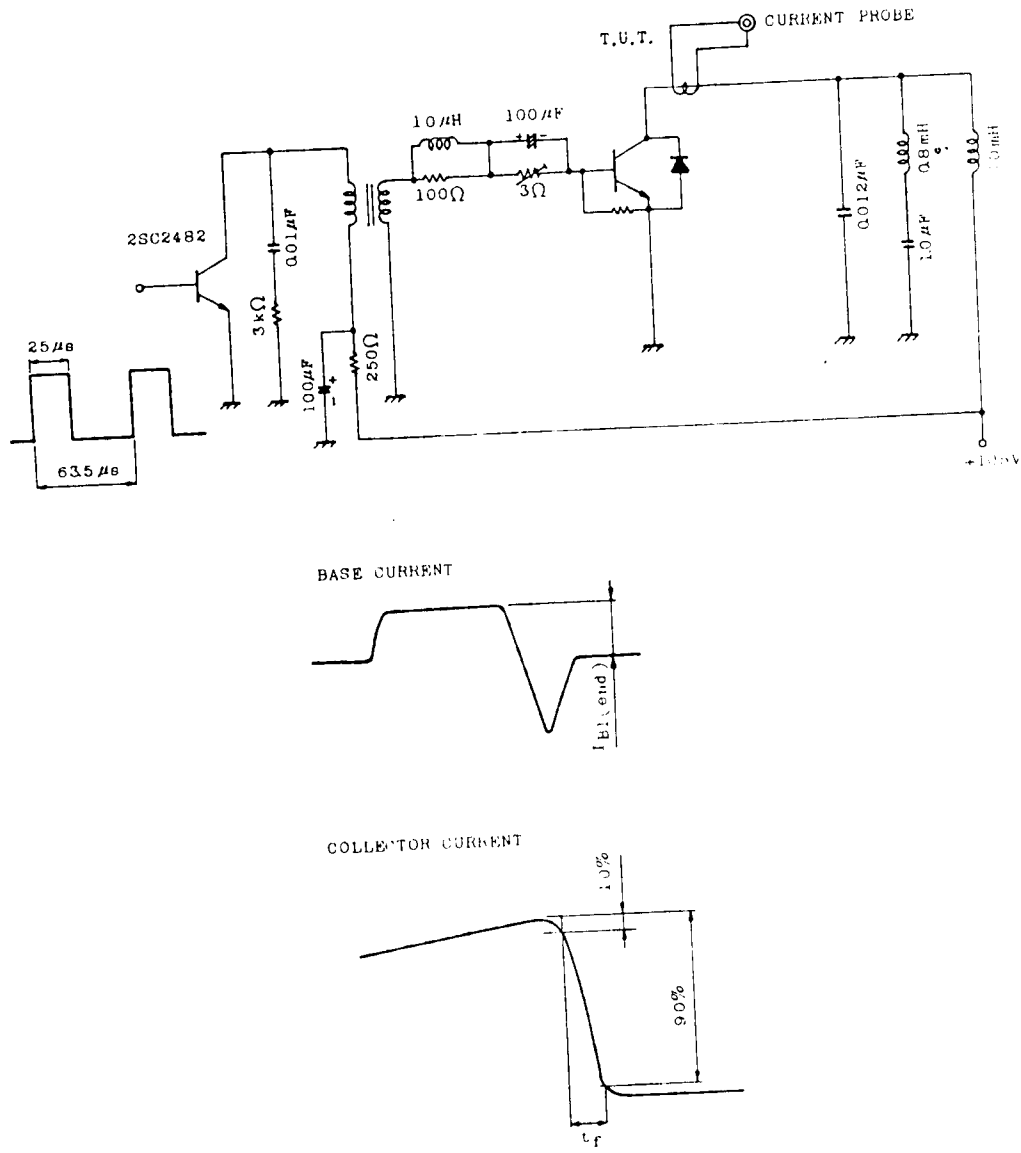 CURRENT PROBE
T.U.T.
10μH
100μF
+ -
100Ω
3Ω
2SC2482
0.01μF
3kΩ
0.012μF
0.8mH
1.0μF
25μs
100μF
+
-
250Ω
63.5μs
BASE CURRENT
IB1(end)
COLLECTOR CURRENT
10%
90%
tf